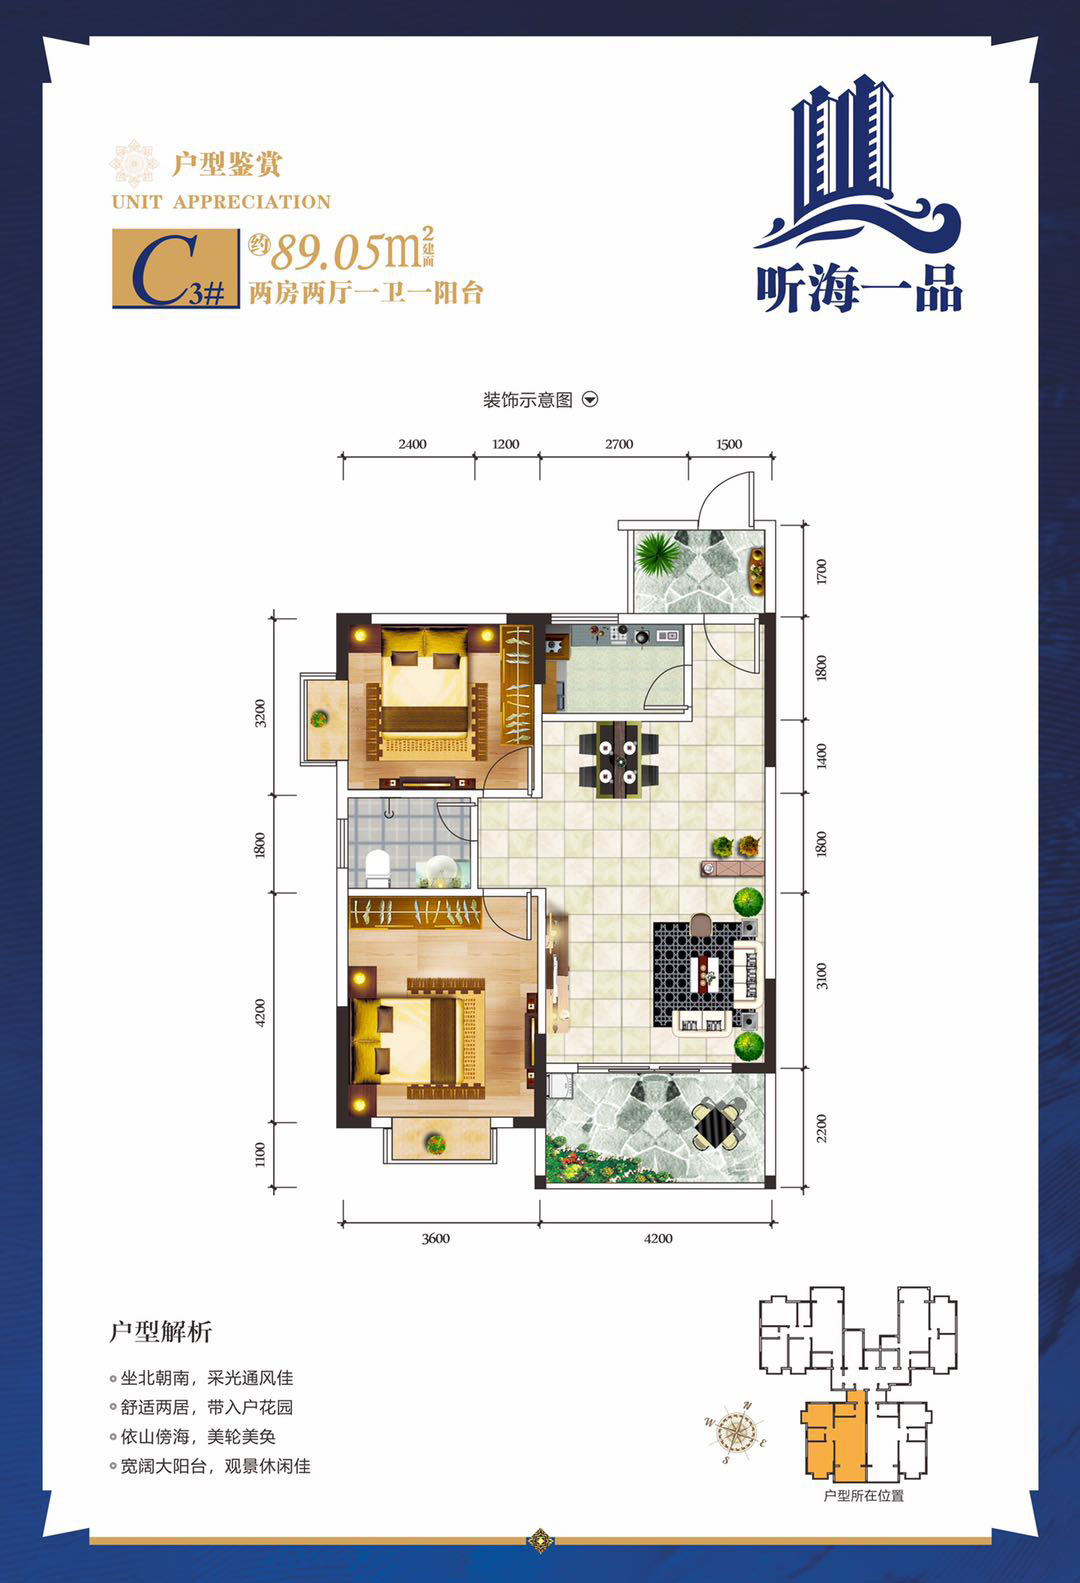 户型鉴赏
UNIT APPRECIATION
C3#
约89.05m²建面
两房两厅一卫一阳台
听海一品
装饰示意图
2400 1200 2700 1500
1700
1800
1400
1800
3100
2200
3200
1800
4200
1100
3600 4200
户型解析
坐北朝南，采光通风佳
舒适两居，带入户花园
依山傍海，美轮美奂
宽阔大阳台，观景休闲佳
N
W
E
S
户型所在位置